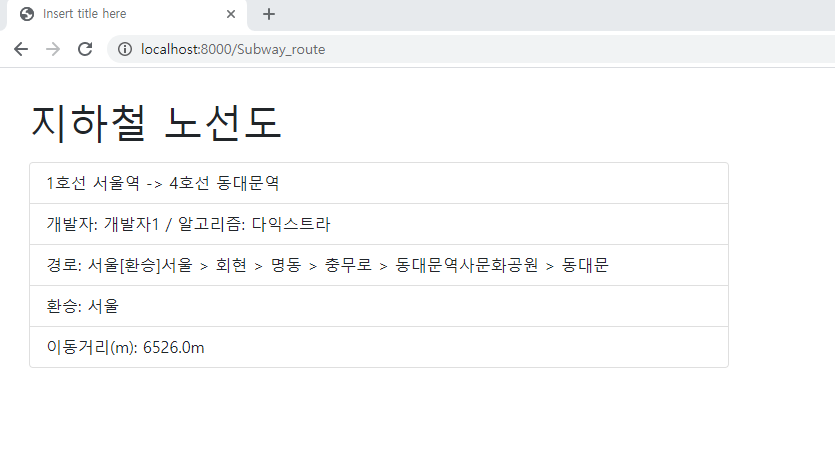 Insert title here
localhost:8000/Subway_route
지하철 노선도
1호선 서울역 -> 4호선 동대문역
개발자: 개발자1 / 알고리즘: 다익스트라
경로: 서울[환승]서울 > 회현 > 명동 > 충무로 > 동대문역사문화공원 > 동대문
환승: 서울
이동거리(m): 6526.0m